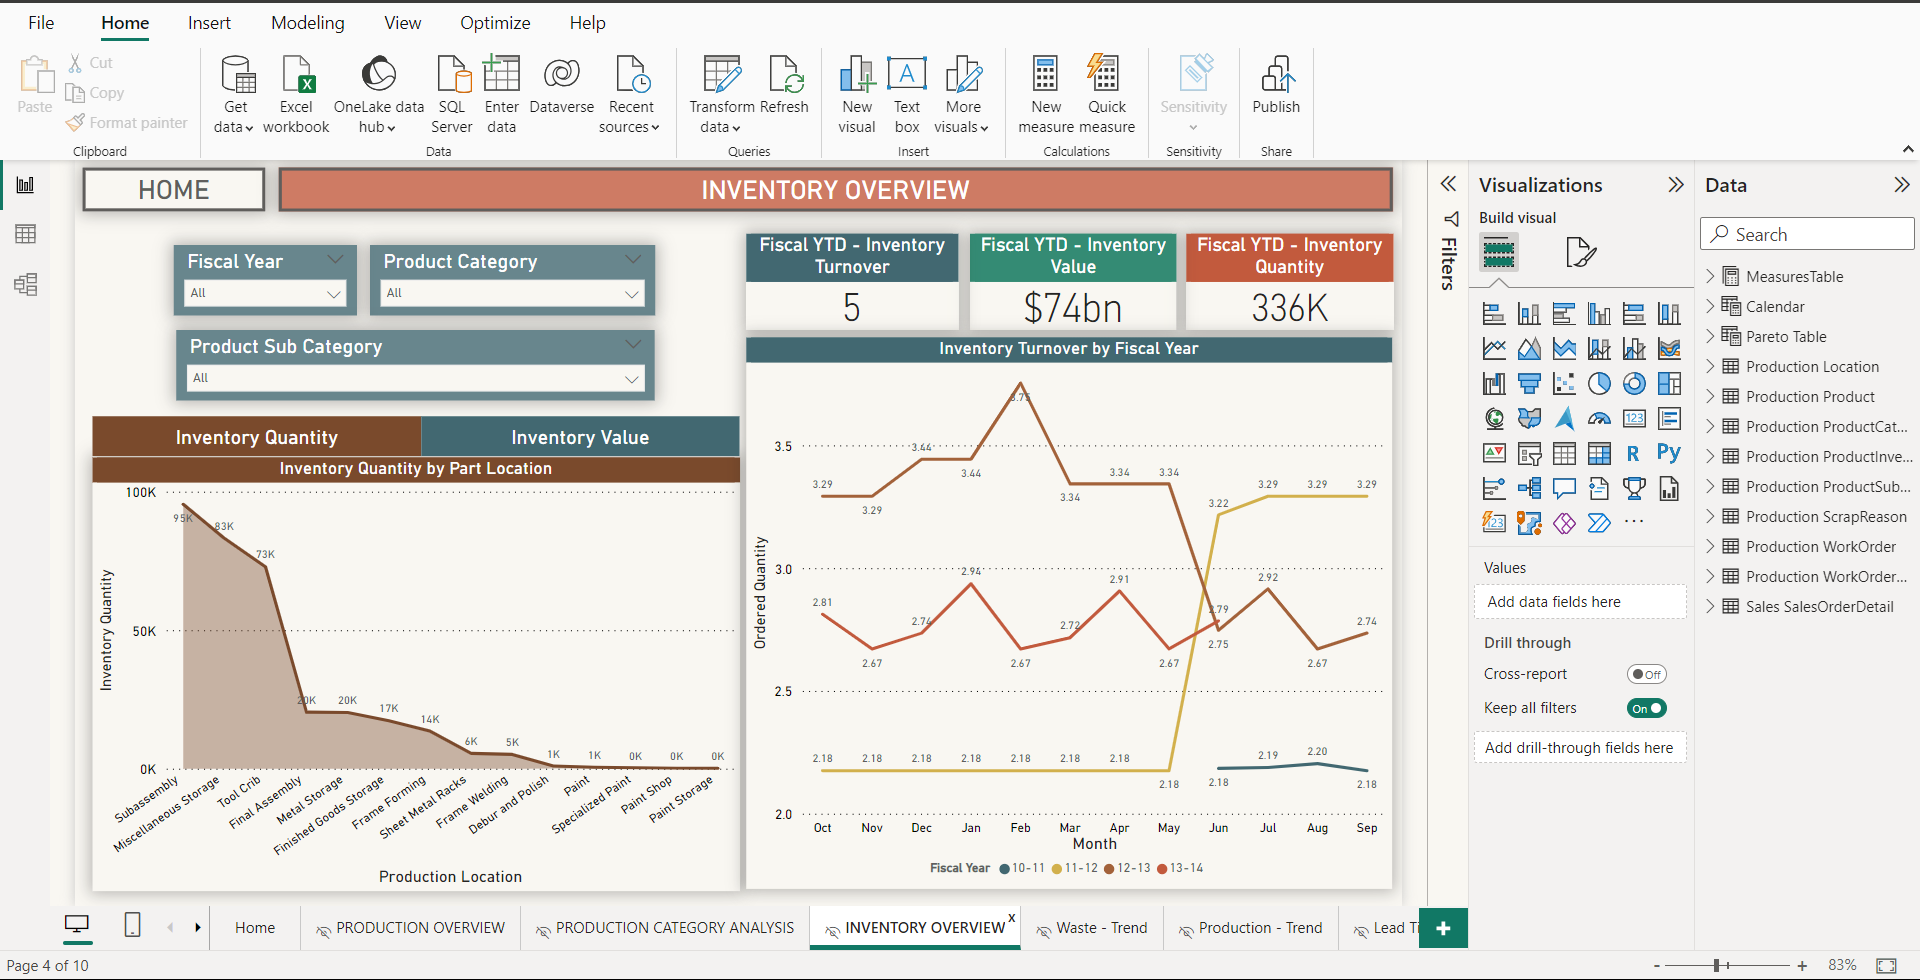 File Home Insert Modeling View Optimize Help
Paste
Cut
Copy
Format painter
Clipboard
Get data
Excel workbook
OneLake data hub
SQL Server
Enter data
Dataverse
Recent sources
Data
Transform data
Refresh
Queries
New visual
Text box
More visuals
Insert
New measure
Quick measure
Calculations
Sensitivity
Sensitivity
Publish
Share
HOME
INVENTORY OVERVIEW
Fiscal Year
All
Product Category
All
Product Sub Category
All
Fiscal YTD - Inventory Turnover
5
Fiscal YTD - Inventory Value
$74bn
Fiscal YTD - Inventory Quantity
336K
Inventory Quantity
Inventory Value
Inventory Quantity by Part Location
Inventory Quantity
100K
50K
0K
95K 83K 73K 20K 20K 17K 14K 6K 5K 1K 1K 0K 0K 0K
Subassembly
Miscellaneous Storage
Tool Crib
Final Assembly
Metal Storage
Finished Goods Storage
Frame Forming
Sheet Metal Racks
Frame Welding
Debur and Polish
Paint
Specialized Paint
Paint Shop
Paint Storage
Production Location
Inventory Turnover by Fiscal Year
Ordered Quantity
3.5
3.0
2.5
2.0
3.29 3.29 3.44 3.44 3.75 3.34 3.34 3.34 2.75 2.92 2.67 2.74
2.81 2.67 2.74 2.94 2.67 2.72 2.91 2.67 2.79
2.18 2.18 2.18 2.18 2.18 2.18 2.18 2.18 3.22 3.29 3.29 3.29
2.18 2.19 2.20 2.18
Oct Nov Dec Jan Feb Mar Apr May Jun Jul Aug Sep
Month
Fiscal Year 10-11 11-12 12-13 13-14
Filters
Visualizations
Build visual
123
R
Py
123
Values
Add data fields here
Drill through
Cross-report
Off
Keep all filters
On
Add drill-through fields here
Data
Search
MeasuresTable
Calendar
Pareto Table
Production Location
Production Product
Production ProductCat...
Production ProductInve...
Production ProductSub...
Production ScrapReason
Production WorkOrder
Production WorkOrder...
Sales SalesOrderDetail
Home
PRODUCTION OVERVIEW
PRODUCTION CATEGORY ANALYSIS
INVENTORY OVERVIEW x
Waste - Trend
Production - Trend
Lead Ti
+
Page 4 of 10
- + 83%